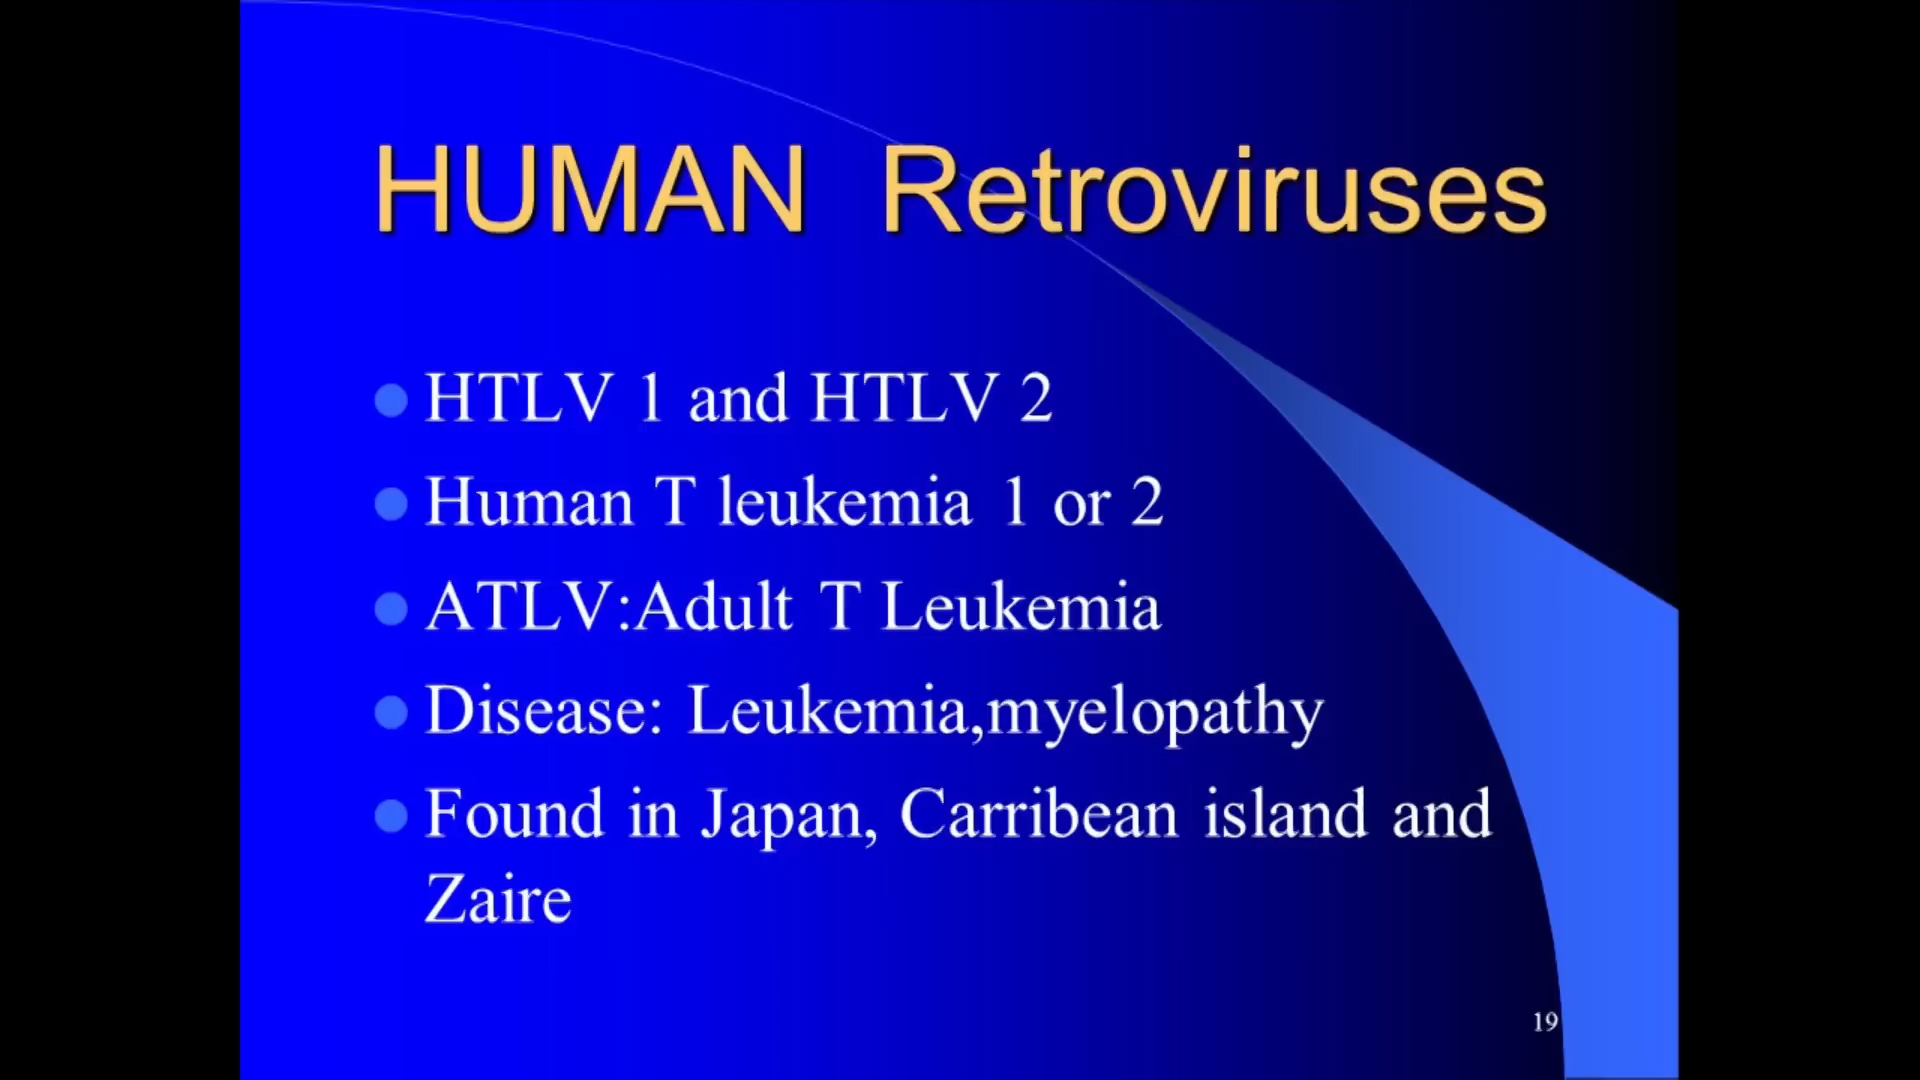 HUMAN Retroviruses
HTLV 1 and HTLV 2
Human T leukemia 1 or 2
ATLV:Adult T Leukemia
Disease: Leukemia,myelopathy
Found in Japan, Carribean island and
Zaire
19